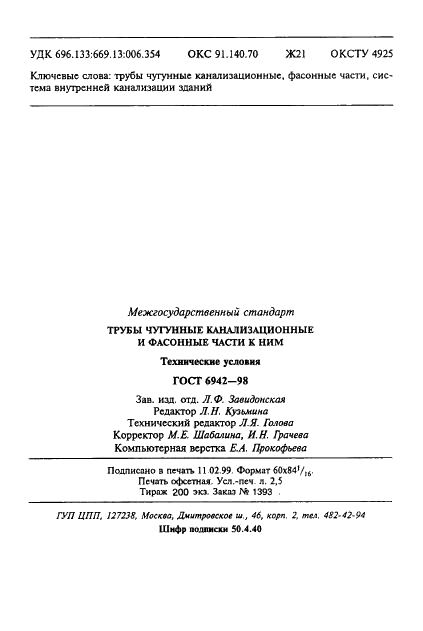 УДК 696.133:669.13:006.354 ОКС 91.140.70 Ж21 ОКСТУ 4925
Ключевые слова: трубы чугунные канализационные, фасонные части, сис-
тема внутренней канализации зданий
Межгосударственный стандарт
ТРУБЫ ЧУГУННЫЕ КАНАЛИЗАЦИОННЫЕ
И ФАСОННЫЕ ЧАСТИ К НИМ
Технические условия
ГОСТ 6942—98
Зав. изд. отд. Л.Ф. Завидонская
Редактор Л.Н. Кузьмина
Технический редактор Л.Я. Голова
Корректор М.Е. Шабалина, И.Н. Грачева
Компьютерная верстка Е.А. Прокофьева
Подписано в печать 11.02.99. Формат 60x84¹/₁₆.
Печать офсетная. Усл.-печ. л. 2,5
Тираж 200 экз. Заказ № 1393 .
ГУП ЦПП, 127238, Москва, Дмитровское ш., 46, корп. 2, тел. 482-42-94
Шифр подписки 50.4.40